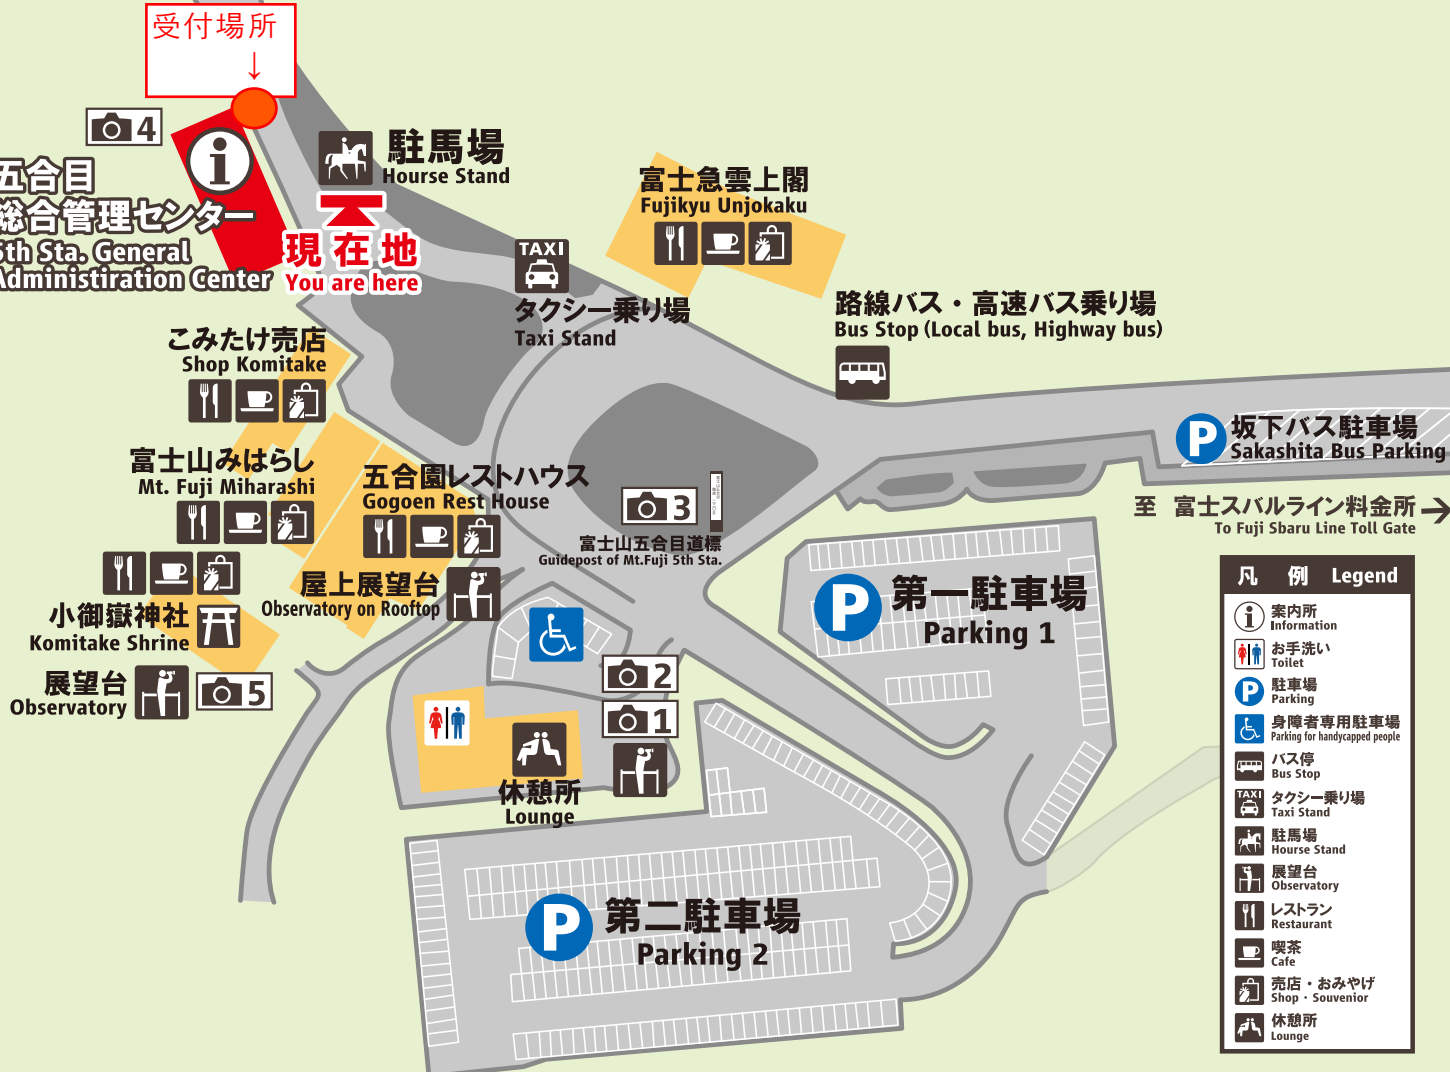 受付場所
↓
4
五合目
総合管理センター
5th Sta. General
Administiration Center
駐馬場
Hourse Stand
現在地
You are here
富士急雲上閣
Fujikyu Unjokaku
TAXI
タクシー乗り場
Taxi Stand
路線バス・高速バス乗り場
Bus Stop (Local bus, Highway bus)
こみたけ売店
Shop Komitake
P
坂下バス駐車場
Sakashita Bus Parking
富士山みはらし
Mt. Fuji Miharashi
五合園レストハウス
Gogoen Rest House
3
富士山五合目道標
Guidepost of Mt.Fuji 5th Sta.
至 富士スバルライン料金所 →
To Fuji Sbaru Line Toll Gate
屋上展望台
Observatory on Rooftop
小御嶽神社
Komitake Shrine
展望台
Observatory
5
P
第一駐車場
Parking 1
2
1
休憩所
Lounge
P
第二駐車場
Parking 2
凡例 Legend
案内所
Information
お手洗い
Toilet
P
駐車場
Parking
身障者専用駐車場
Parking for handycapped people
バス停
Bus Stop
TAXI
タクシー乗り場
Taxi Stand
駐馬場
Hourse Stand
展望台
Observatory
レストラン
Restaurant
喫茶
Cafe
売店・おみやげ
Shop・Souvenior
休憩所
Lounge